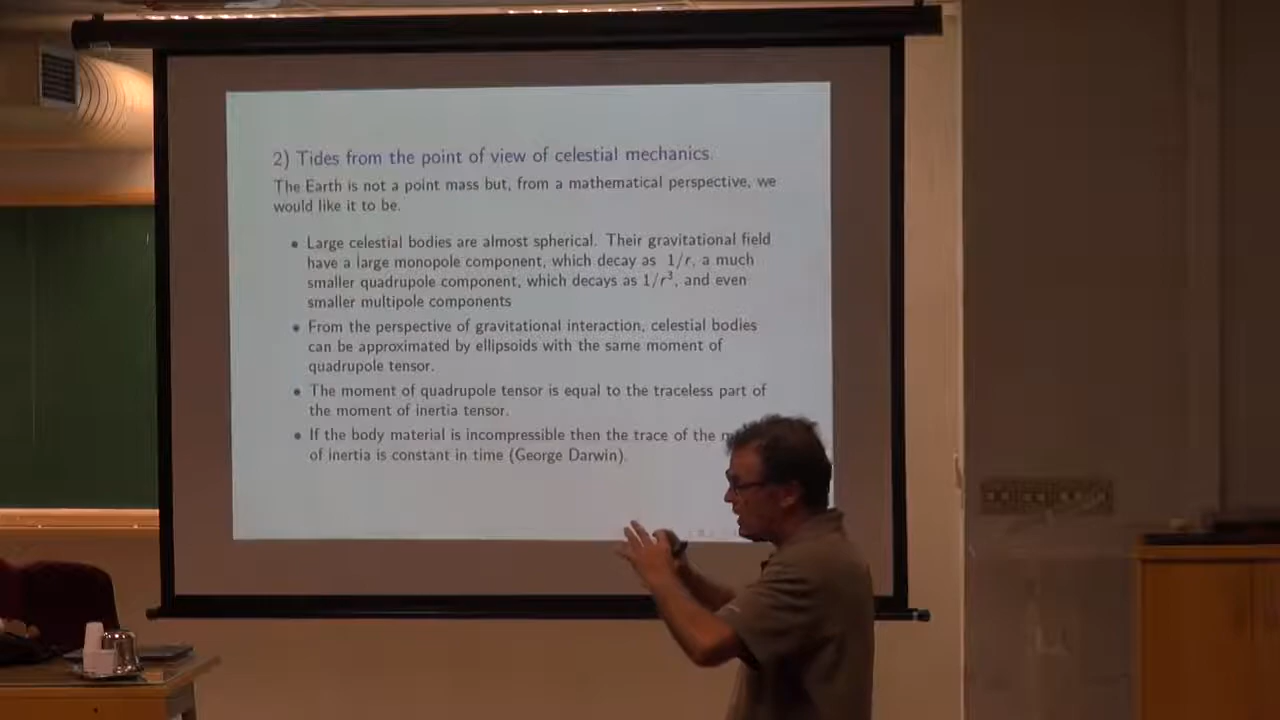 2) Tides from the point of view of celestial mechanics.
The Earth is not a point mass but, from a mathematical perspective, we
would like it to be.
• Large celestial bodies are almost spherical. Their gravitational field
have a large monopole component, which decay as 1/r, a much
smaller quadrupole component, which decays as 1/r³, and even
smaller multipole components
• From the perspective of gravitational interaction, celestial bodies
can be approximated by ellipsoids with the same moment of
quadrupole tensor.
• The moment of quadrupole tensor is equal to the traceless part of
the moment of inertia tensor.
• If the body material is incompressible then the trace of the
of inertia is constant in time (George Darwin).